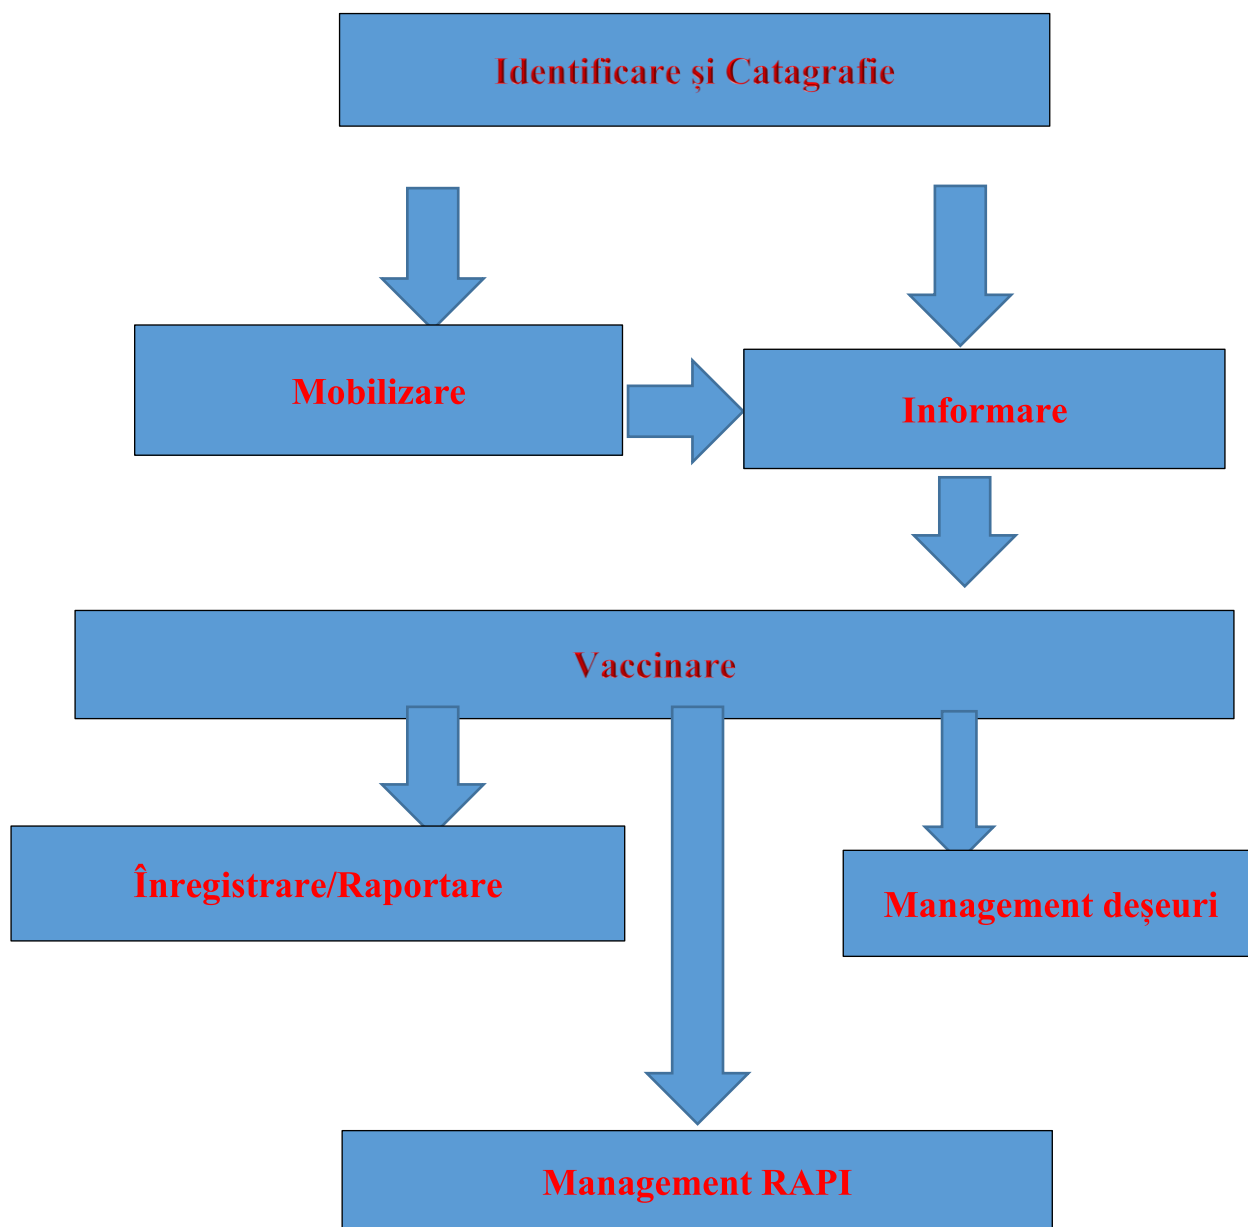 Identificare și Catagrafie
Mobilizare
Informare
Vaccinare
Înregistrare/Raportare
Management deșeuri
Management RAPI